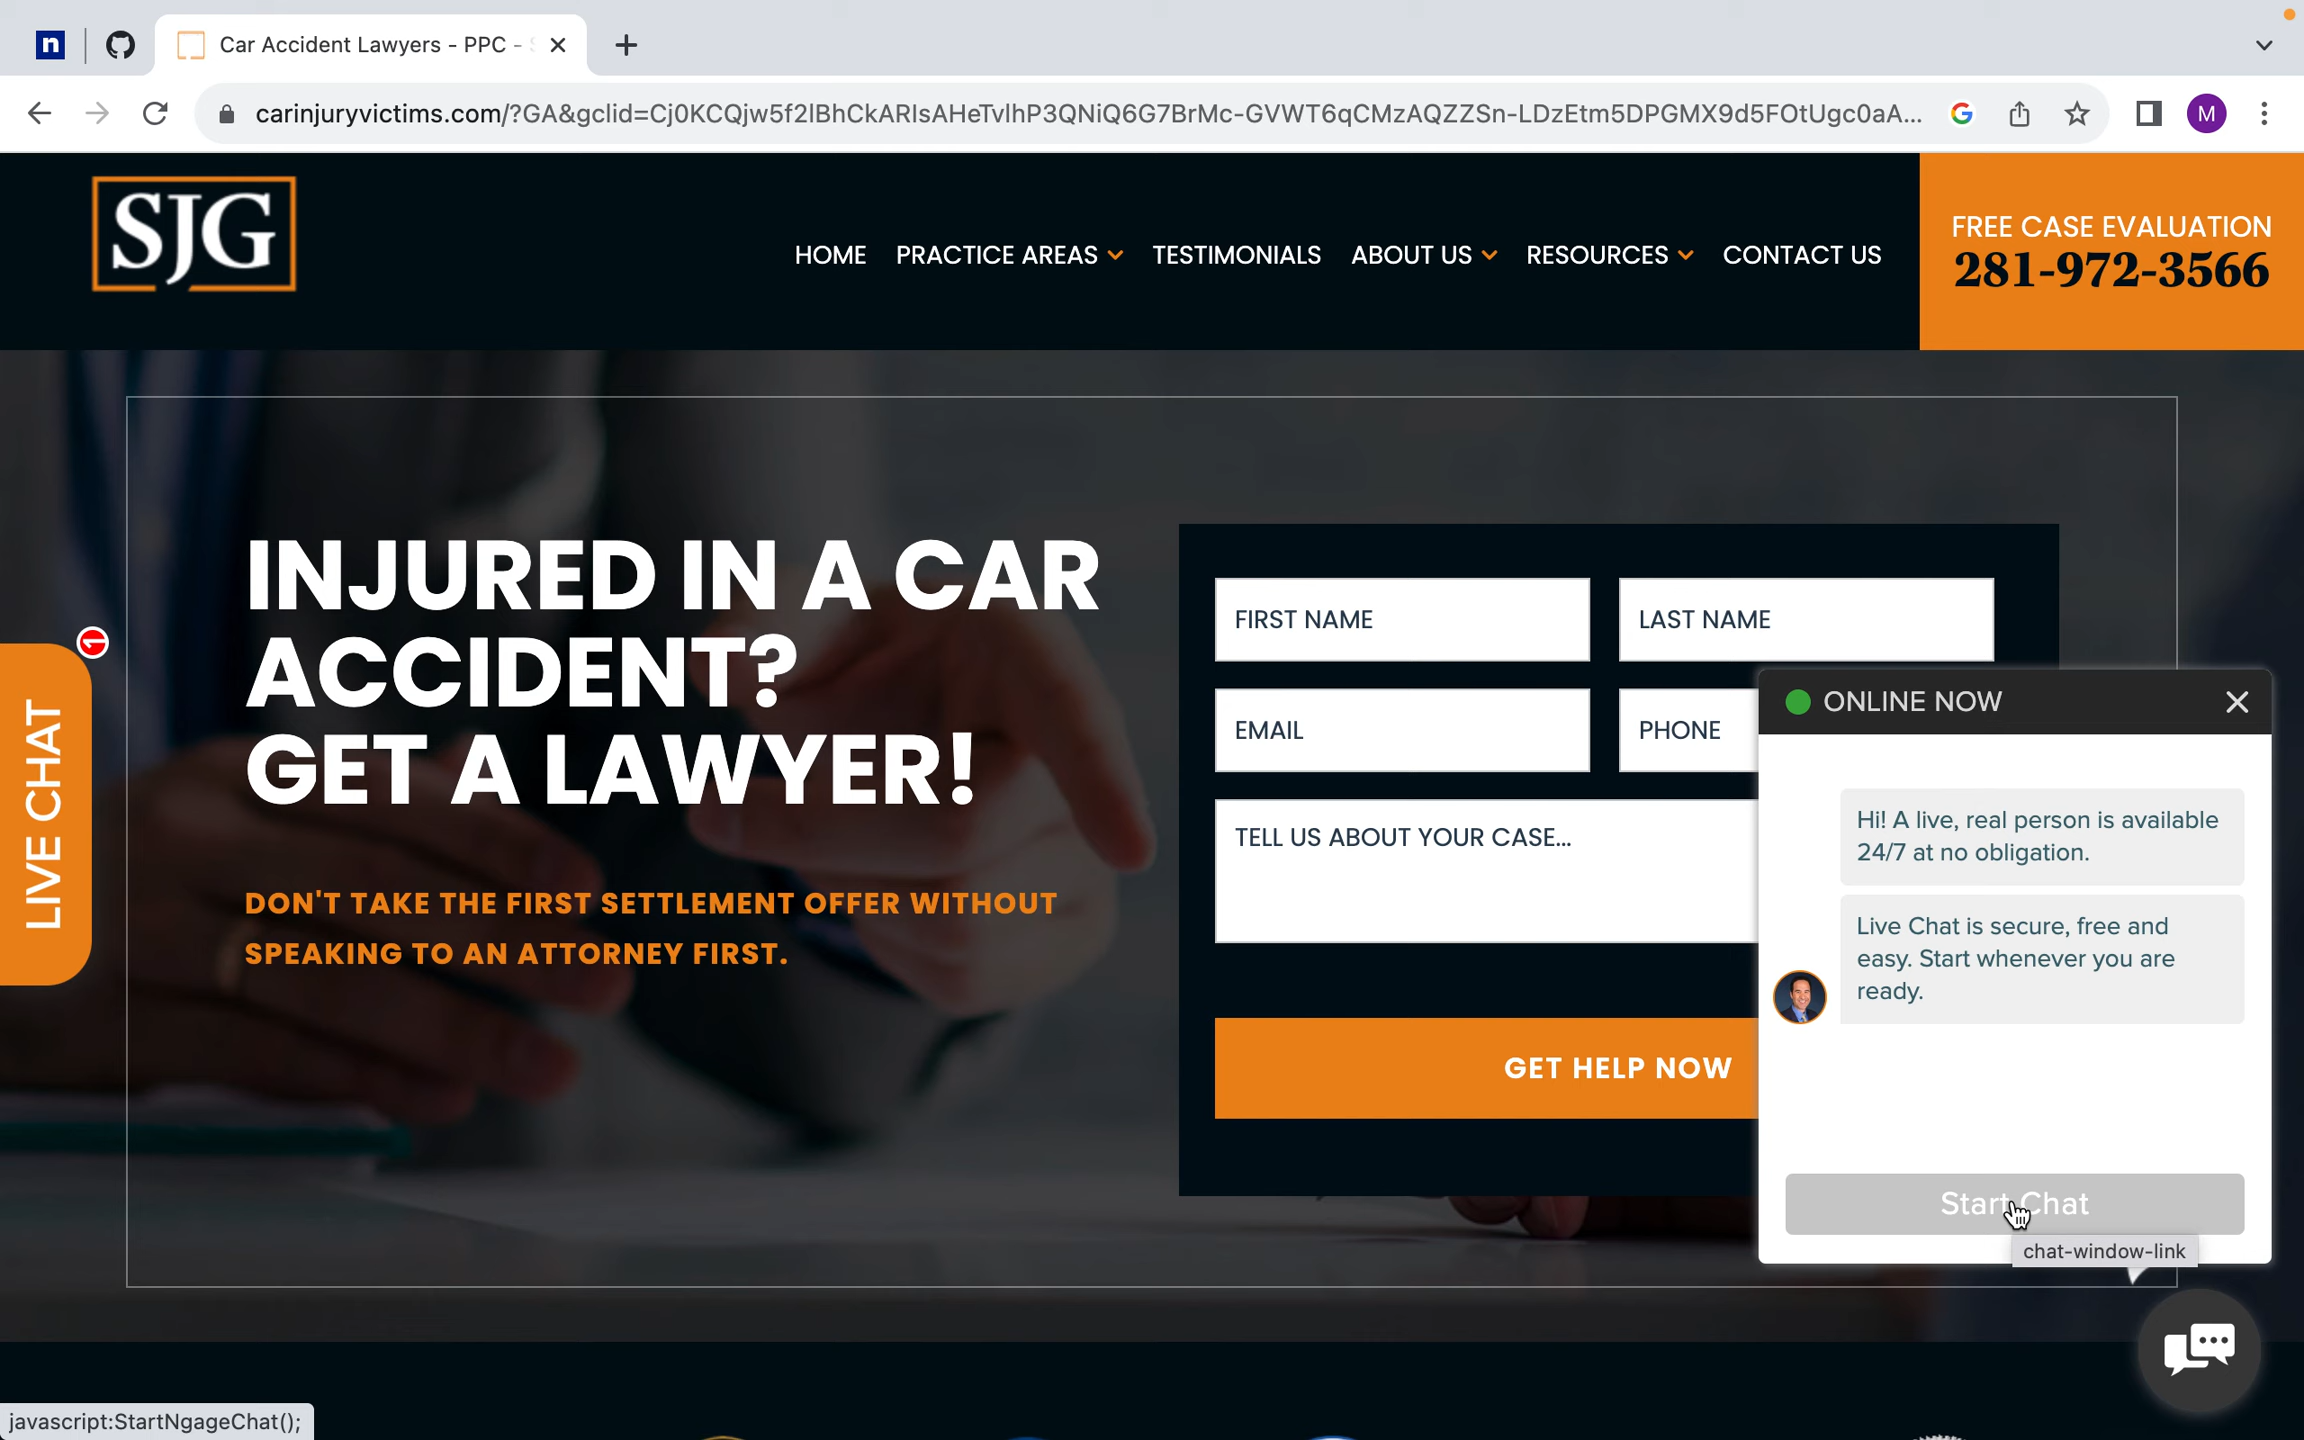 n
Car Accident Lawyers - PPC -
carinjuryvictims.com/?GA&gclid=Cj0KCQjw5f2lBhCkARIsAHeTvlhP3QNiQ6G7BrMc-GVWT6qCMzAQZZSn-LDzEtm5DPGMX9d5FOtUgc0aA...
M
SJG
HOME
PRACTICE AREAS
TESTIMONIALS
ABOUT US
RESOURCES
CONTACT US
FREE CASE EVALUATION
281-972-3566
INJURED IN A CAR
ACCIDENT?
GET A LAWYER!
DON'T TAKE THE FIRST SETTLEMENT OFFER WITHOUT
SPEAKING TO AN ATTORNEY FIRST.
1
LIVE CHAT
FIRST NAME
LAST NAME
EMAIL
PHONE
TELL US ABOUT YOUR CASE...
GET HELP NOW
ONLINE NOW
Hi! A live, real person is available
24/7 at no obligation.
Live Chat is secure, free and
easy. Start whenever you are
ready.
Start Chat
chat-window-link
javascript:StartNgageChat();